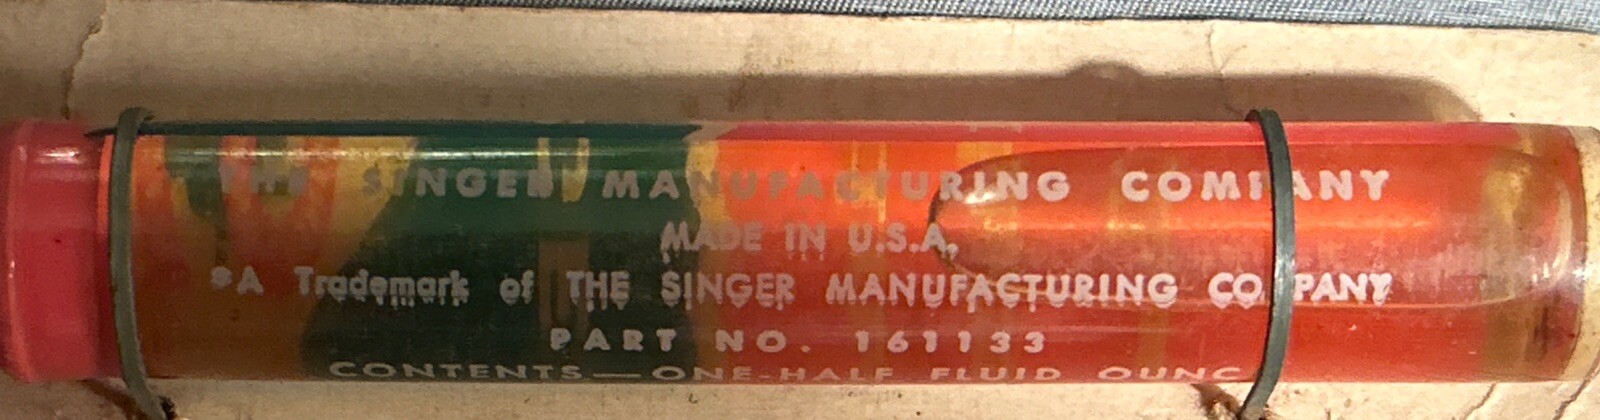 THE SINGER MANUFACTURING COMPANY
MADE IN U.S.A.
*A Trademark of THE SINGER MANUFACTURING COMPANY
PART NO. 161133
CONTENTS—ONE-HALF FLUID OUNC